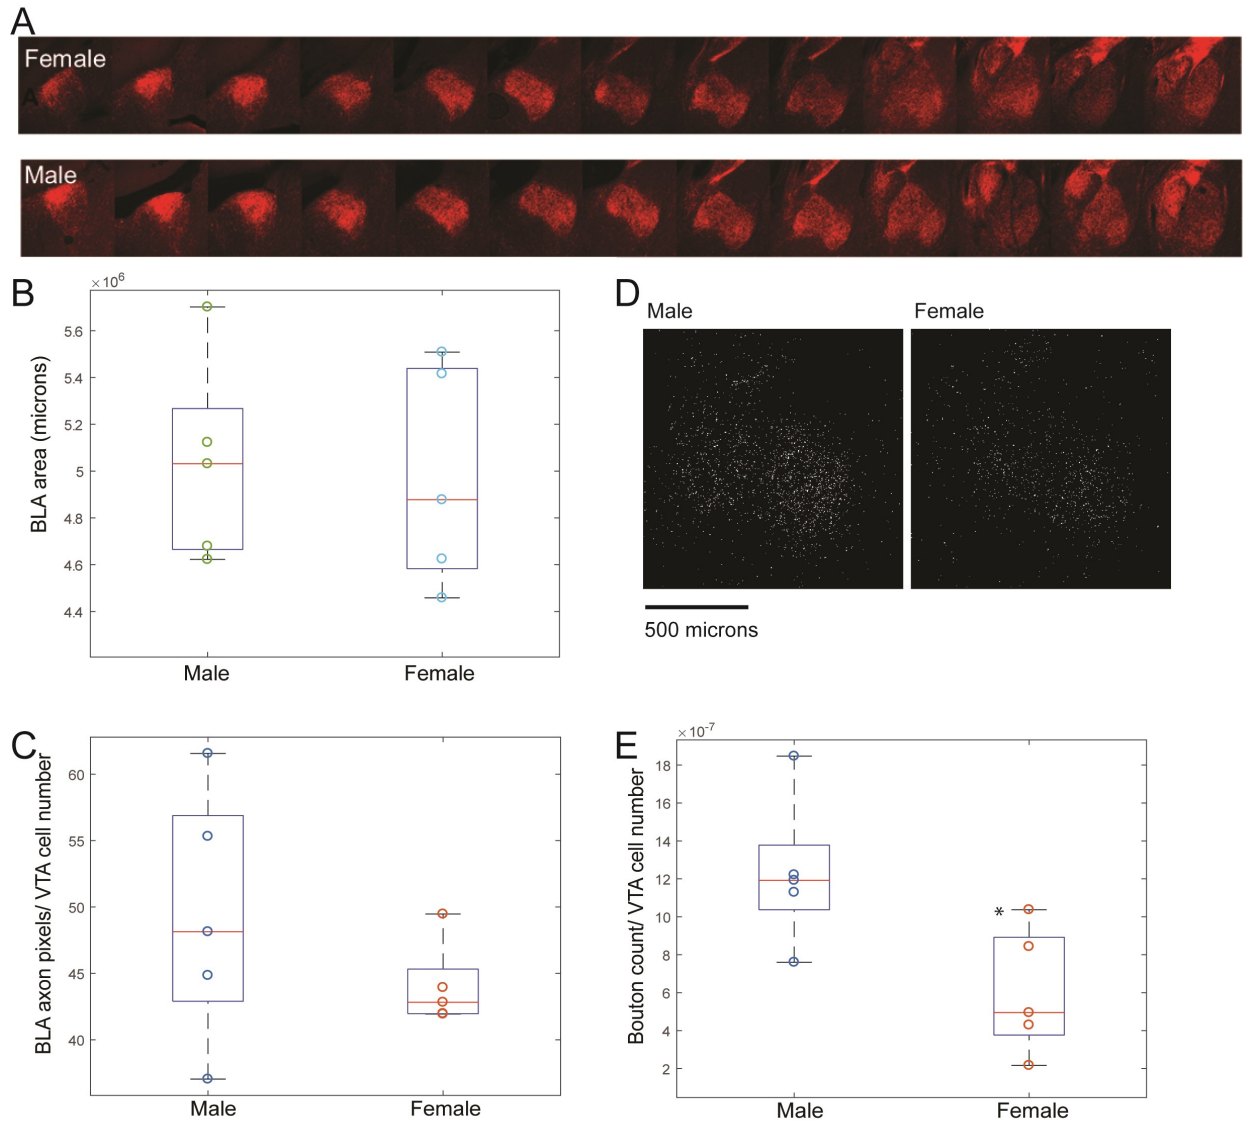 A
Female
A
Male
B
×10⁶
5.6
5.4
5.2
5
4.8
4.6
4.4
BLA area (microns)
Male Female
D
Male Female
500 microns
C
60
55
50
45
40
BLA axon pixels/ VTA cell number
Male Female
E
×10⁻⁷
18
16
14
12
10
8
6
4
2
Bouton count/ VTA cell number
*
Male Female